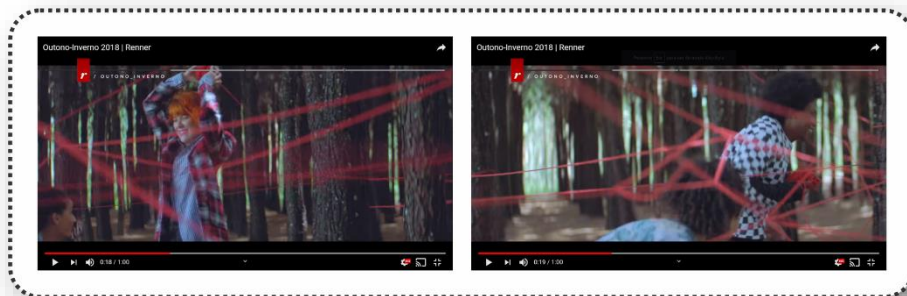 Outono-Inverno 2018 | Renner
r / OUTONO_INVERNO
0:18 / 1:00
Outono-Inverno 2018 | Renner
r / OUTONO_INVERNO
0:19 / 1:00